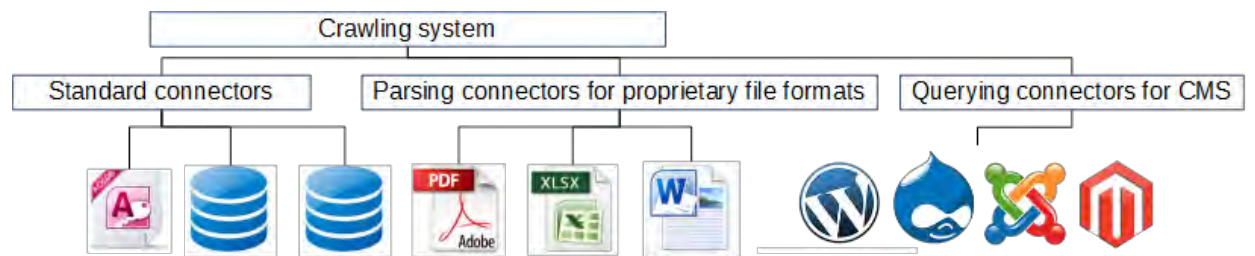 Crawling system
Standard connectors
Parsing connectors for proprietary file formats
Querying connectors for CMS
A
PDF
Adobe
XLSX
X
W
W